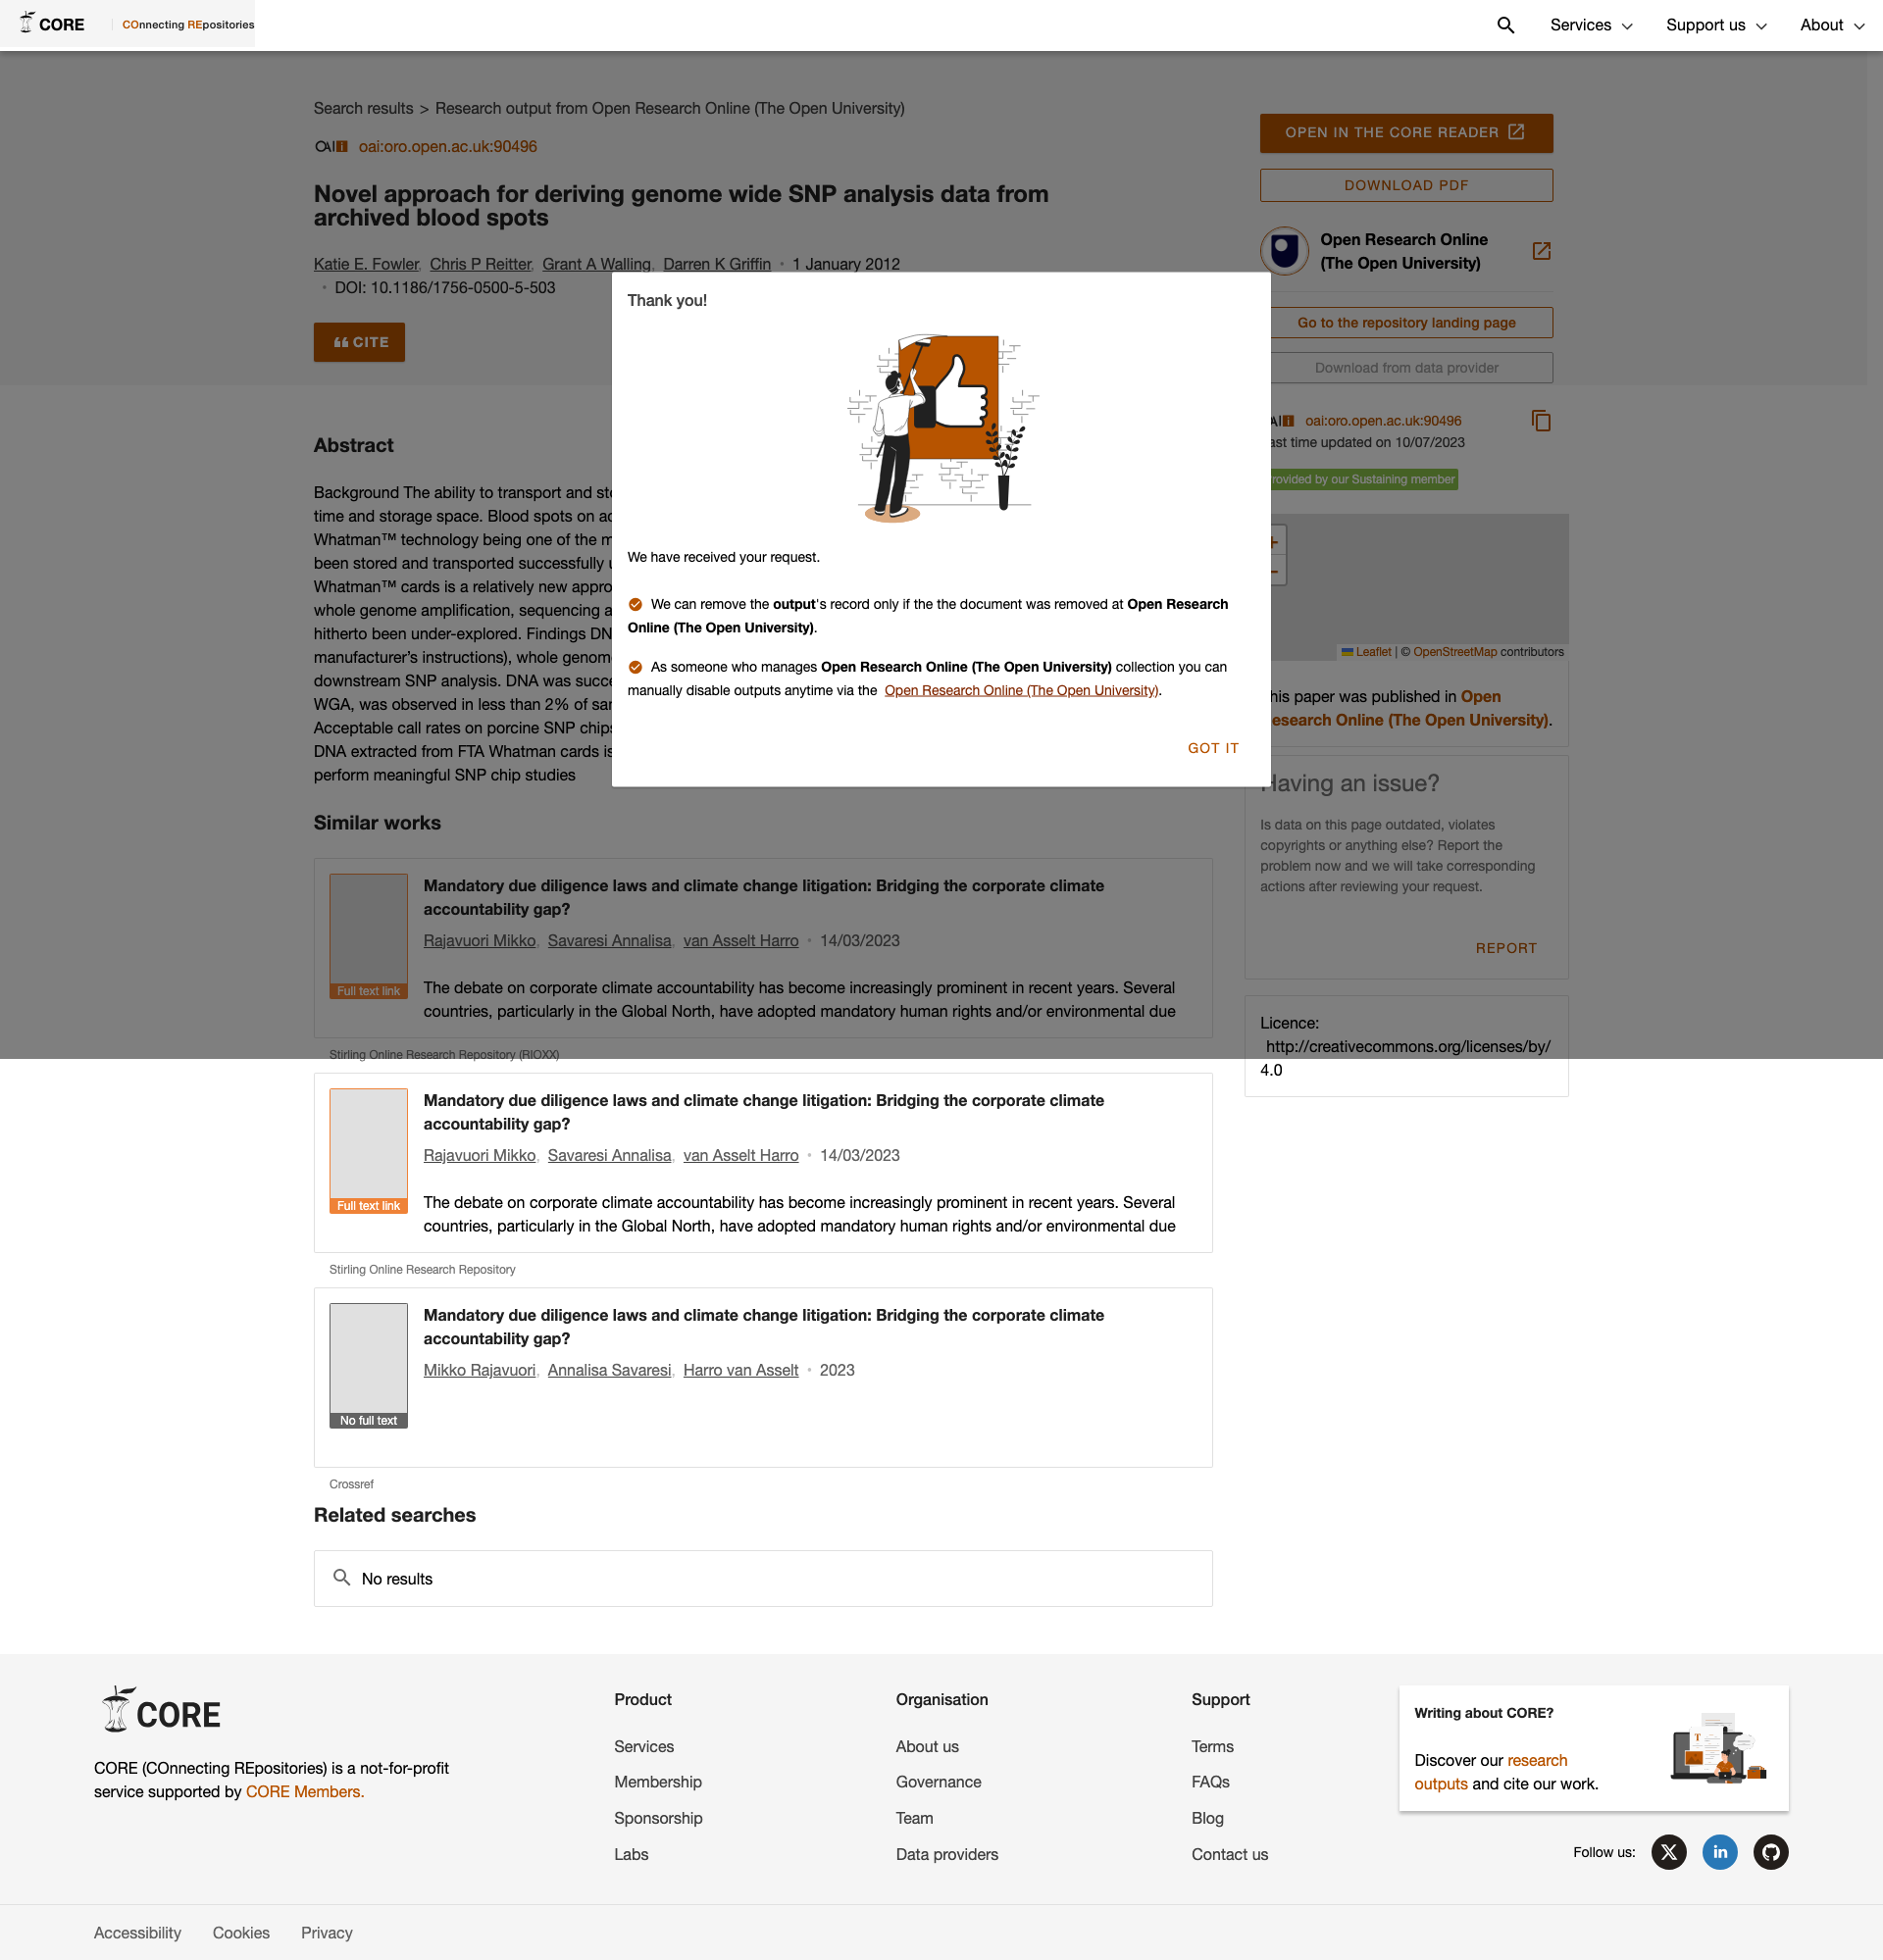 CORE
COnnecting REpositories
Services
Support us
About
Search results > Research output from Open Research Online (The Open University)
OAI oai:oro.open.ac.uk:90496
Novel approach for deriving genome wide SNP analysis data from
archived blood spots
Katie E. Fowler, Chris P Reitter, Grant A Walling, Darren K Griffin • 1 January 2012
• DOI: 10.1186/1756-0500-5-503
CITE
OPEN IN THE CORE READER
DOWNLOAD PDF
Open Research Online
(The Open University)
Go to the repository landing page
Download from data provider
oai:oro.open.ac.uk:90496
time updated on 10/07/2023
by our Sustaining member
+
−
Leaflet | © OpenStreetMap contributors
paper was published in Open
Research Online (The Open University).
Thank you!
We have received your request.
We can remove the output's record only if the the document was removed at Open Research
Online (The Open University).
As someone who manages Open Research Online (The Open University) collection you can
manually disable outputs anytime via the Open Research Online (The Open University).
GOT IT
Abstract
Background The ability to transport and
time and storage space. Blood spots on
Whatman™ technology being one of the
been stored and transported successfully
Whatman™ cards is a relatively new
whole genome amplification, sequencing
hitherto been under-explored. Findings
manufacturer’s instructions), whole
downstream SNP analysis. DNA was
WGA, was observed in less than 2% of
Acceptable call rates on porcine SNP
DNA extracted from FTA Whatman cards is
perform meaningful SNP chip studies
Having an issue?
Is data on this page outdated, violates
copyrights or anything else? Report the
problem now and we will take corresponding
actions after reviewing your request.
REPORT
Licence:
http://creativecommons.org/licenses/by/
4.0
Similar works
Mandatory due diligence laws and climate change litigation: Bridging the corporate climate
accountability gap?
Rajavuori Mikko, Savaresi Annalisa, van Asselt Harro • 14/03/2023
Full text link
The debate on corporate climate accountability has become increasingly prominent in recent years. Several
countries, particularly in the Global North, have adopted mandatory human rights and/or environmental due
Stirling Online Research Repository (RIOXX)
Mandatory due diligence laws and climate change litigation: Bridging the corporate climate
accountability gap?
Rajavuori Mikko, Savaresi Annalisa, van Asselt Harro • 14/03/2023
Full text link
The debate on corporate climate accountability has become increasingly prominent in recent years. Several
countries, particularly in the Global North, have adopted mandatory human rights and/or environmental due
Stirling Online Research Repository
Mandatory due diligence laws and climate change litigation: Bridging the corporate climate
accountability gap?
Mikko Rajavuori, Annalisa Savaresi, Harro van Asselt • 2023
No full text
Crossref
Related searches
No results
CORE
CORE (COnnecting REpositories) is a not-for-profit
service supported by CORE Members.
Product
Services
Membership
Sponsorship
Labs
Organisation
About us
Governance
Team
Data providers
Support
Terms
FAQs
Blog
Contact us
Writing about CORE?
Discover our research
outputs and cite our work.
Follow us:
Accessibility
Cookies
Privacy